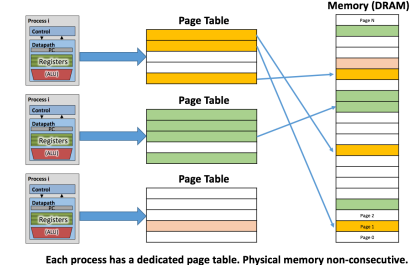 Memory (DRAM)
Process i
Control
Datapath
PC
Registers
(ALU)
Page Table
Page N
Process i
Control
Datapath
PC
Registers
(ALU)
Page Table
Process i
Control
Datapath
PC
Registers
(ALU)
Page Table
Page 2
Page 1
Page 0
Each process has a dedicated page table. Physical memory non-consecutive.